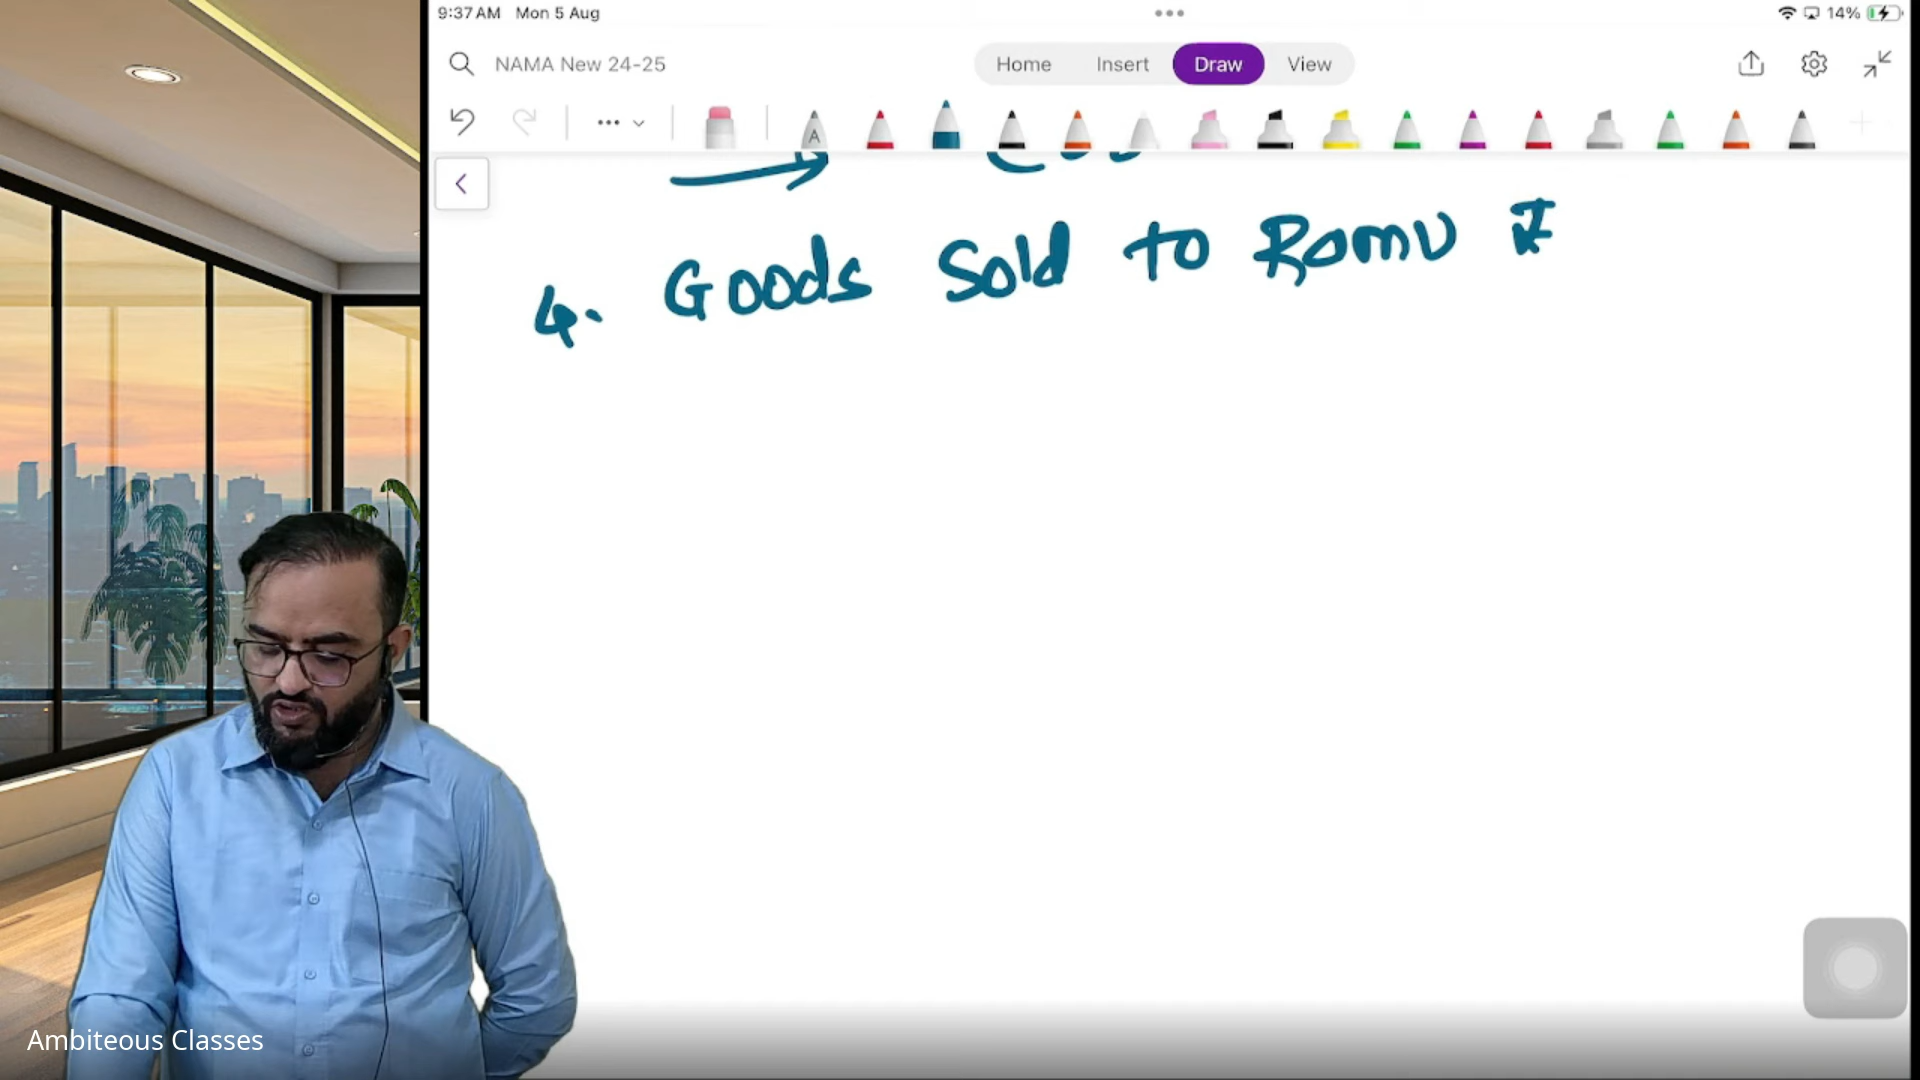 9:37 AM Mon 5 Aug
14%
NAMA New 24-25
Home Insert Draw View
A
4. Goods Sold to Ramu ₹
Ambiteous Classes